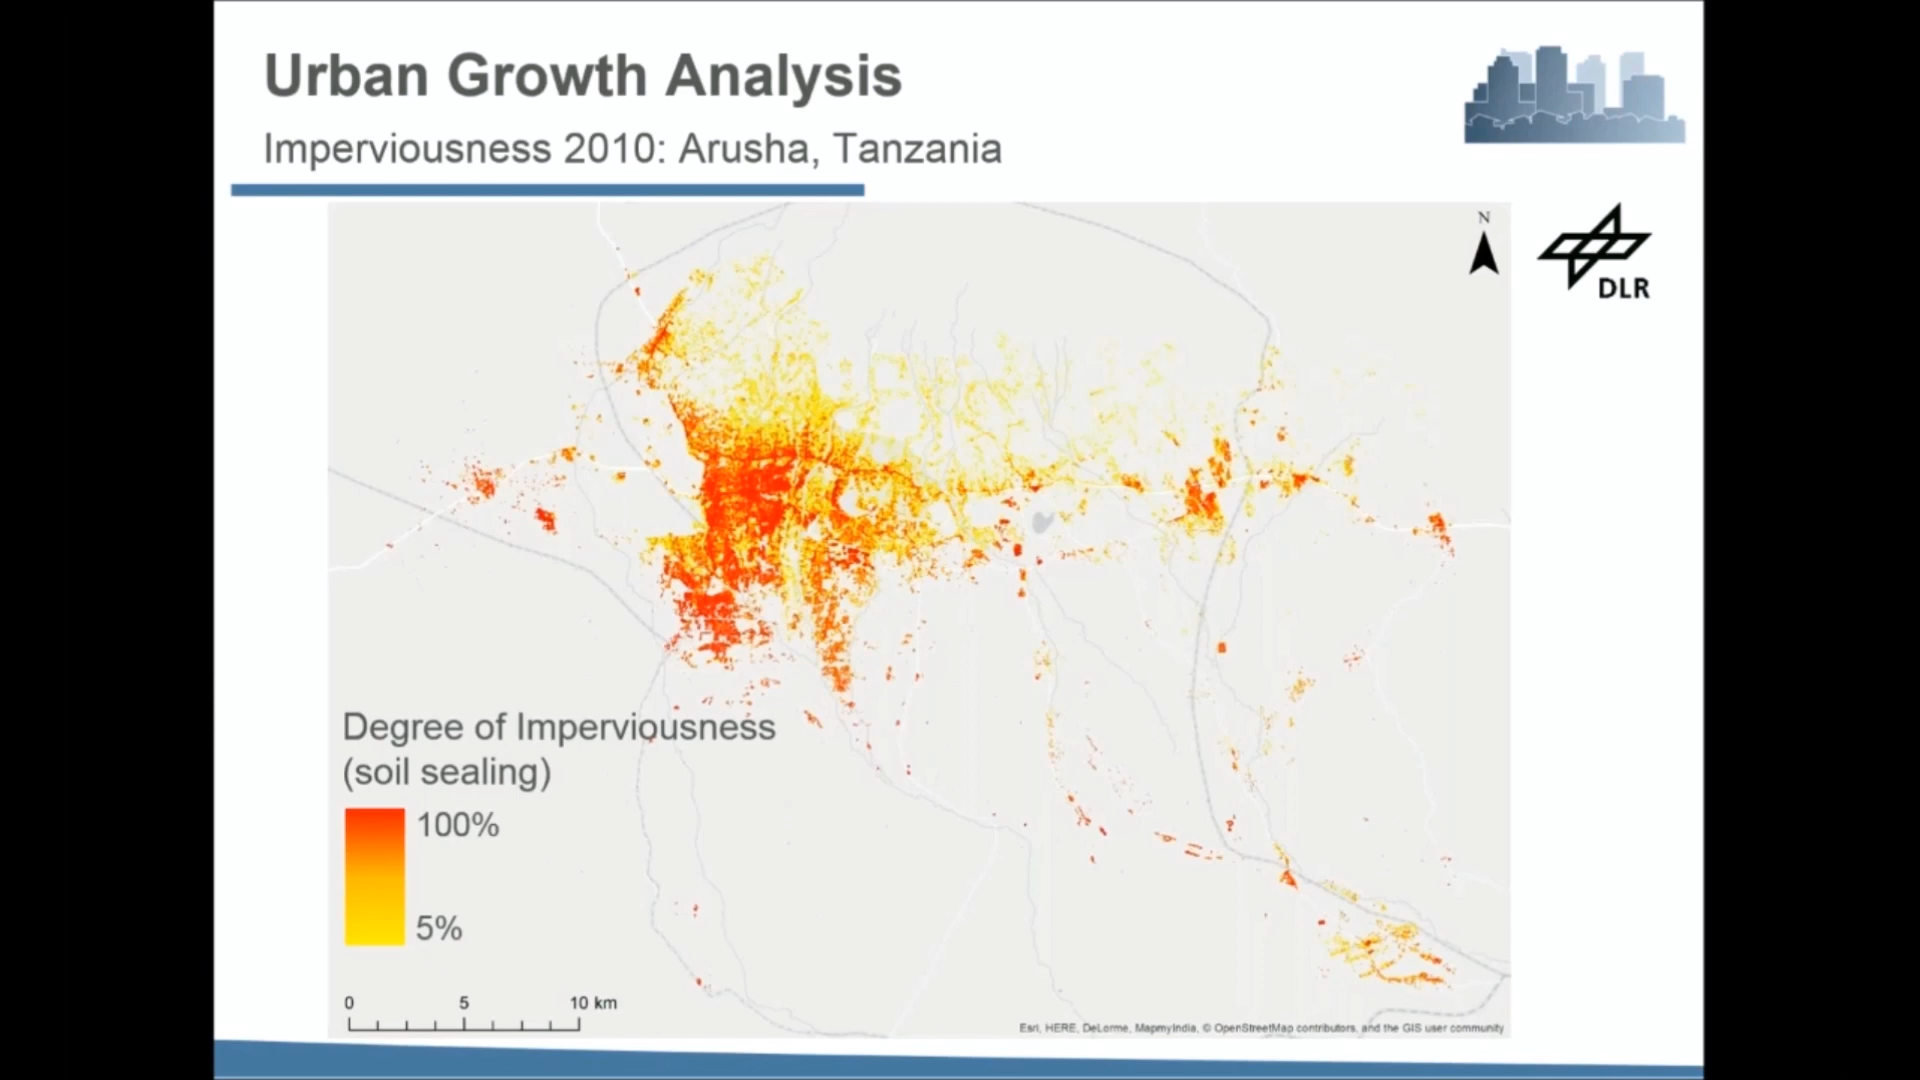 Urban Growth Analysis
Imperviousness 2010: Arusha, Tanzania
N
DLR
Degree of Imperviousness
(soil sealing)
100%
5%
0 5 10 km
Esri, HERE, DeLorme, MapmyIndia, © OpenStreetMap contributors, and the GIS user community